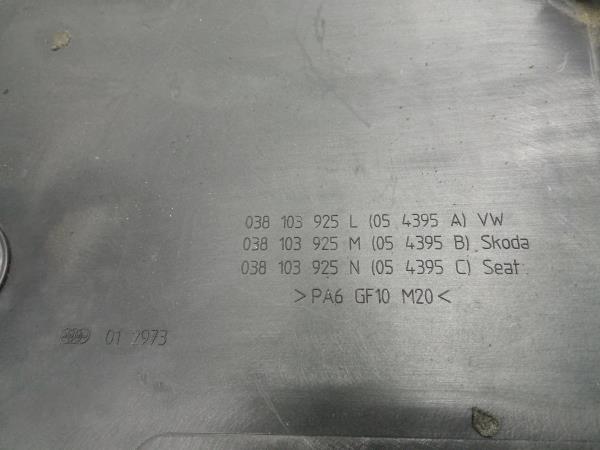 038 103 925 L (05 4395 A) VW
038 103 925 M (05 4395 B) Skoda
038 103 925 N (05 4395 C) Seat
>PA6 GF10 M20<
01 2973